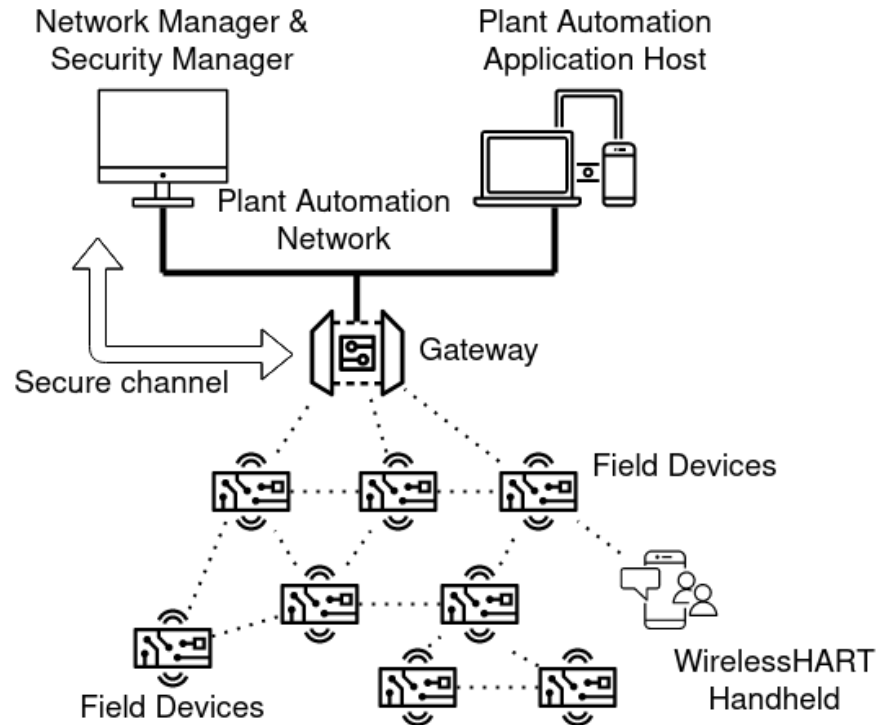 Network Manager &
Security Manager
Plant Automation
Application Host
Plant Automation
Network
Gateway
Secure channel
Field Devices
WirelessHART
Handheld
Field Devices